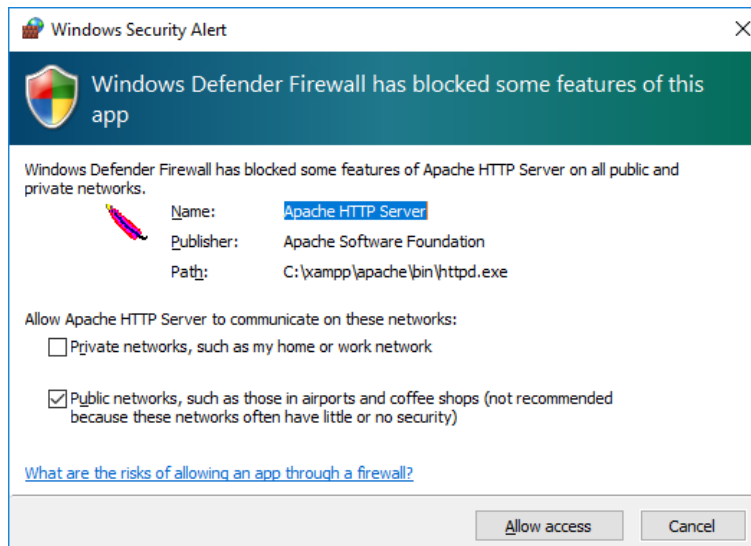 Windows Security Alert
Windows Defender Firewall has blocked some features of this
app
Windows Defender Firewall has blocked some features of Apache HTTP Server on all public and
private networks.
Name: Apache HTTP Server
Publisher: Apache Software Foundation
Path: C:\xampp\apache\bin\httpd.exe
Allow Apache HTTP Server to communicate on these networks:
Private networks, such as my home or work network
Public networks, such as those in airports and coffee shops (not recommended
because these networks often have little or no security)
What are the risks of allowing an app through a firewall?
Allow access Cancel